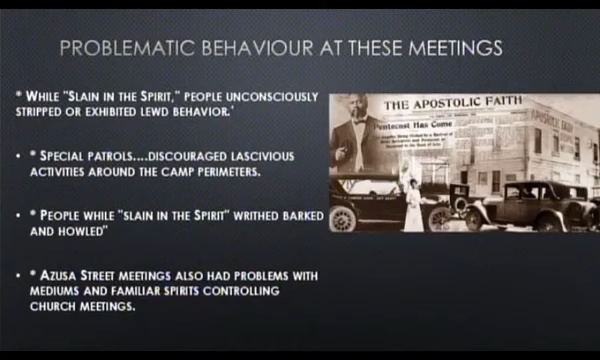 PROBLEMATIC BEHAVIOUR AT THESE MEETINGS
* WHILE "SLAIN IN THE SPIRIT," PEOPLE UNCONSCIOUSLY
STRIPPED OR EXHIBITED LEWD BEHAVIOR.'
• * SPECIAL PATROLS....DISCOURAGED LASCIVIOUS
ACTIVITIES AROUND THE CAMP PERIMETERS.
• * PEOPLE WHILE "SLAIN IN THE SPIRIT" WRITHED BARKED
AND HOWLED"
• * AZUSA STREET MEETINGS ALSO HAD PROBLEMS WITH
MEDIUMS AND FAMILIAR SPIRITS CONTROLLING
CHURCH MEETINGS.
THE APOSTOLIC FAITH
Pentecost Has Come